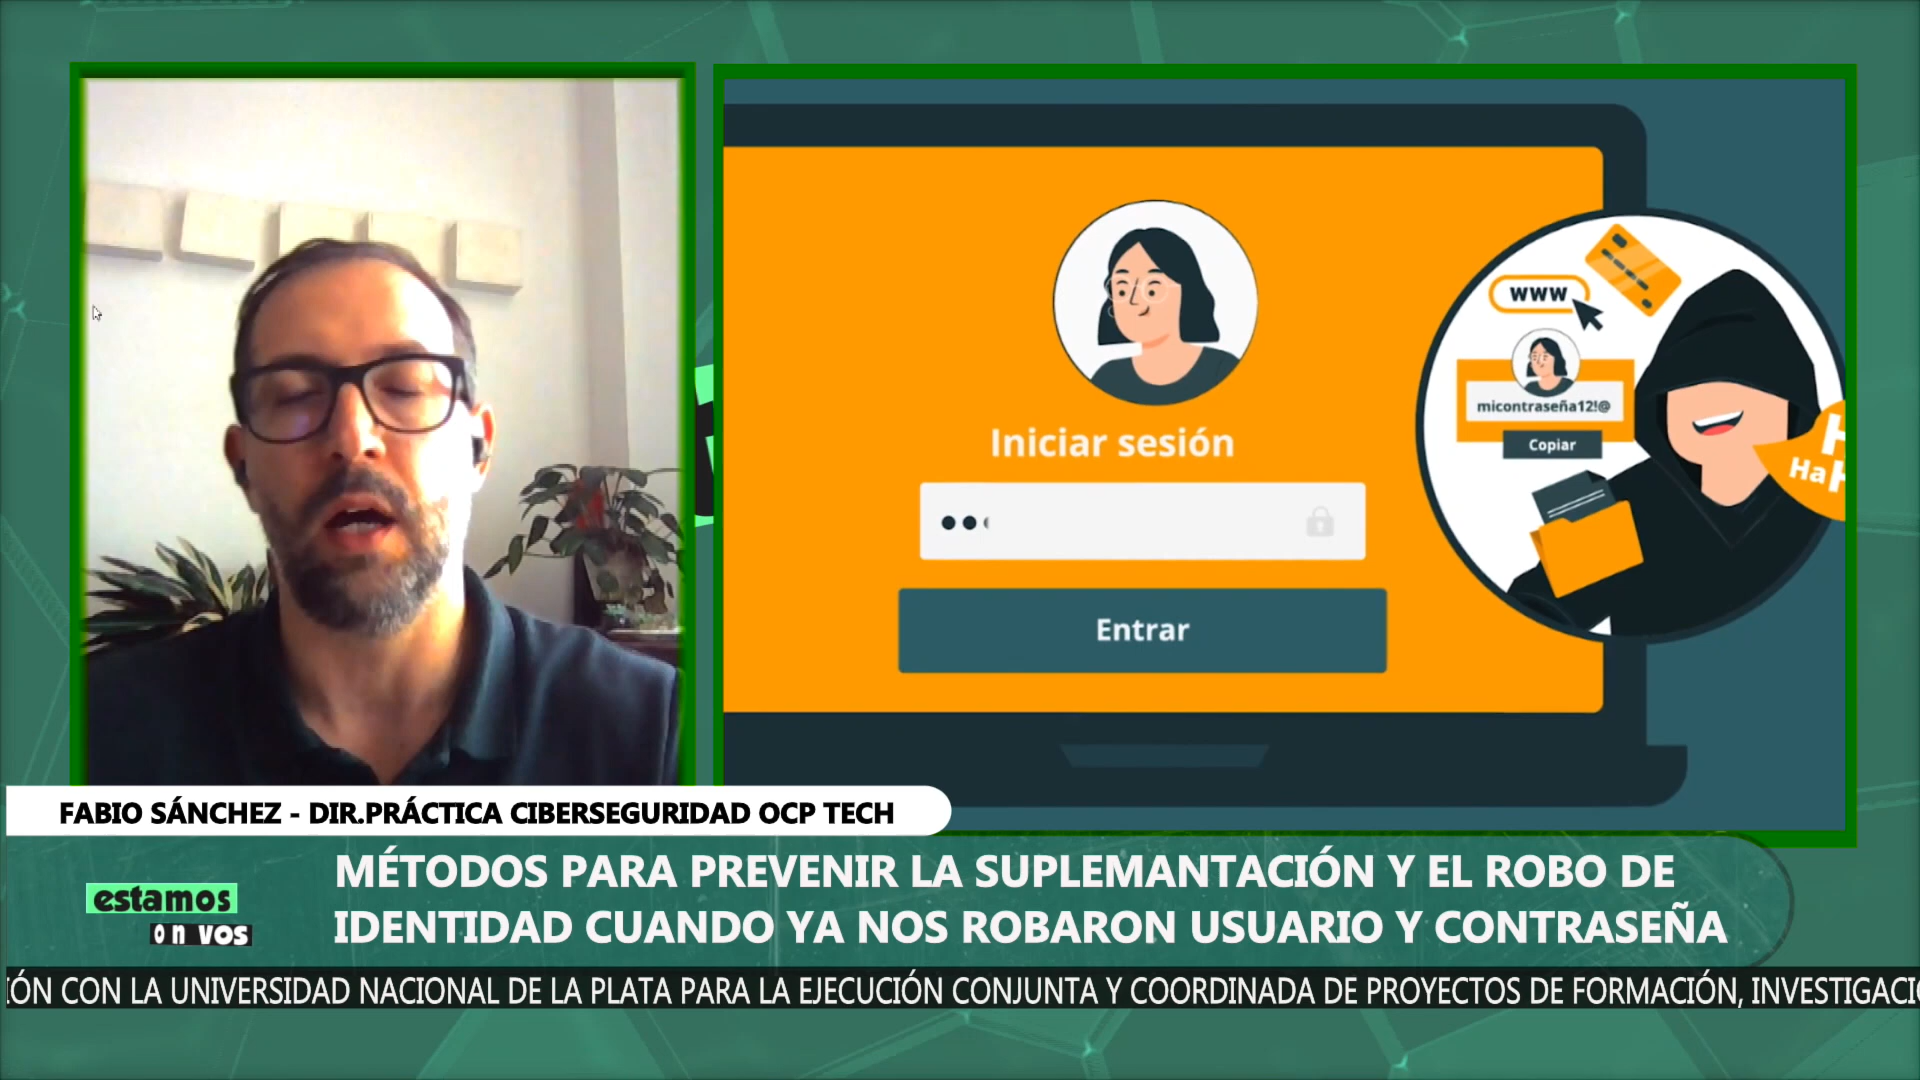 WWW
micontraseña12!@
Copiar
Ha
Iniciar sesión
Entrar
FABIO SÁNCHEZ - DIR.PRÁCTICA CIBERSEGURIDAD OCP TECH
MÉTODOS PARA PREVENIR LA SUPLEMANTACIÓN Y EL ROBO DE
IDENTIDAD CUANDO YA NOS ROBARON USUARIO Y CONTRASEÑA
estamos
on vos
IÓN CON LA UNIVERSIDAD NACIONAL DE LA PLATA PARA LA EJECUCIÓN CONJUNTA Y COORDINADA DE PROYECTOS DE FORMACIÓN, INVESTIGACI